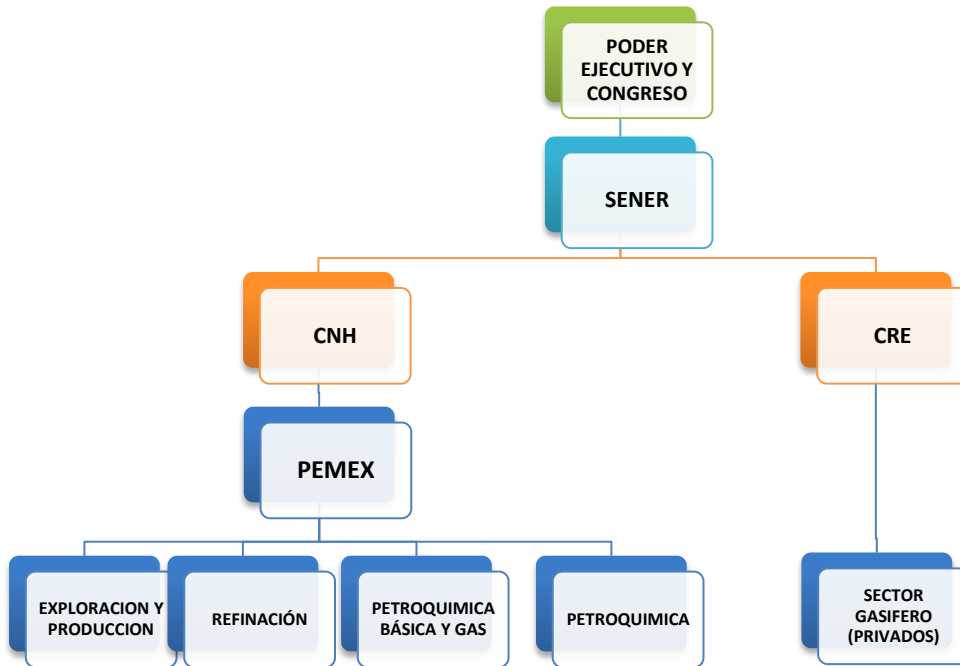 PODER
EJECUTIVO Y
CONGRESO
SENER
CNH
CRE
PEMEX
EXPLORACION Y
PRODUCCION
REFINACIÓN
PETROQUIMICA
BÁSICA Y GAS
PETROQUIMICA
SECTOR
GASIFERO
(PRIVADOS)